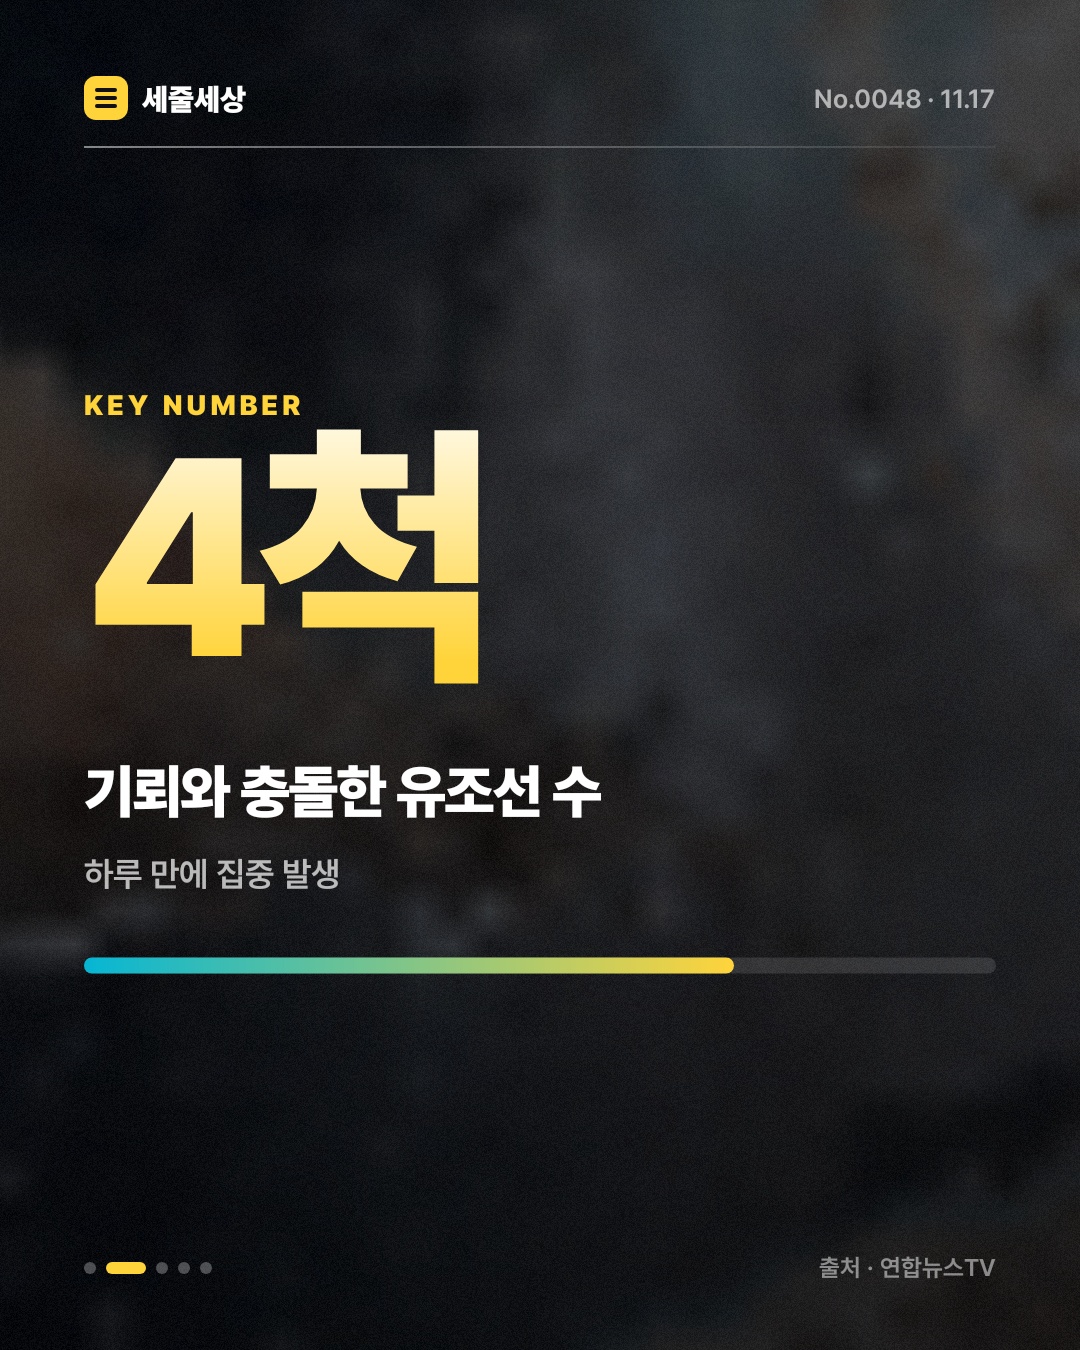 세줄세상
No.0048 · 11.17
KEY NUMBER
4척
기뢰와 충돌한 유조선 수
하루 만에 집중 발생
출처 · 연합뉴스TV